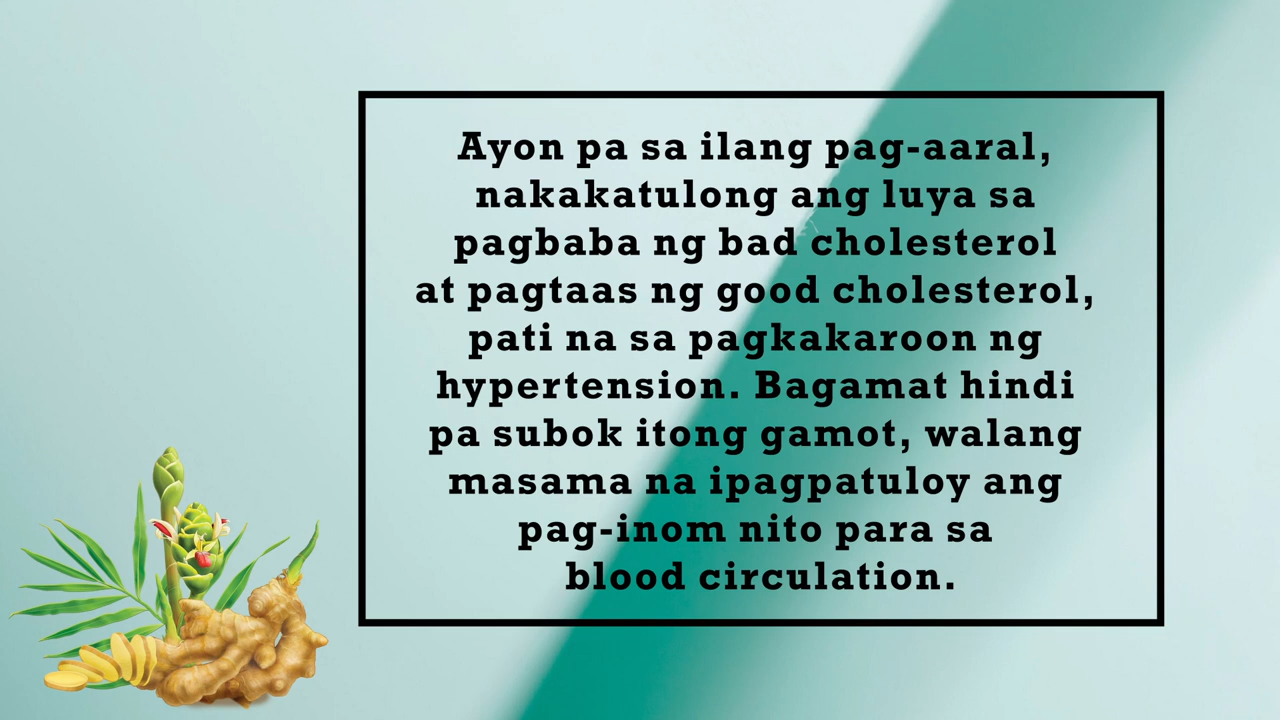 Ayon pa sa ilang pag-aaral,
nakakatulong ang luya sa
pagbaba ng bad cholesterol
at pagtaas ng good cholesterol,
pati na sa pagkakaroon ng
hypertension. Bagamat hindi
pa subok itong gamot, walang
masama na ipagpatuloy ang
pag-inom nito para sa
blood circulation.